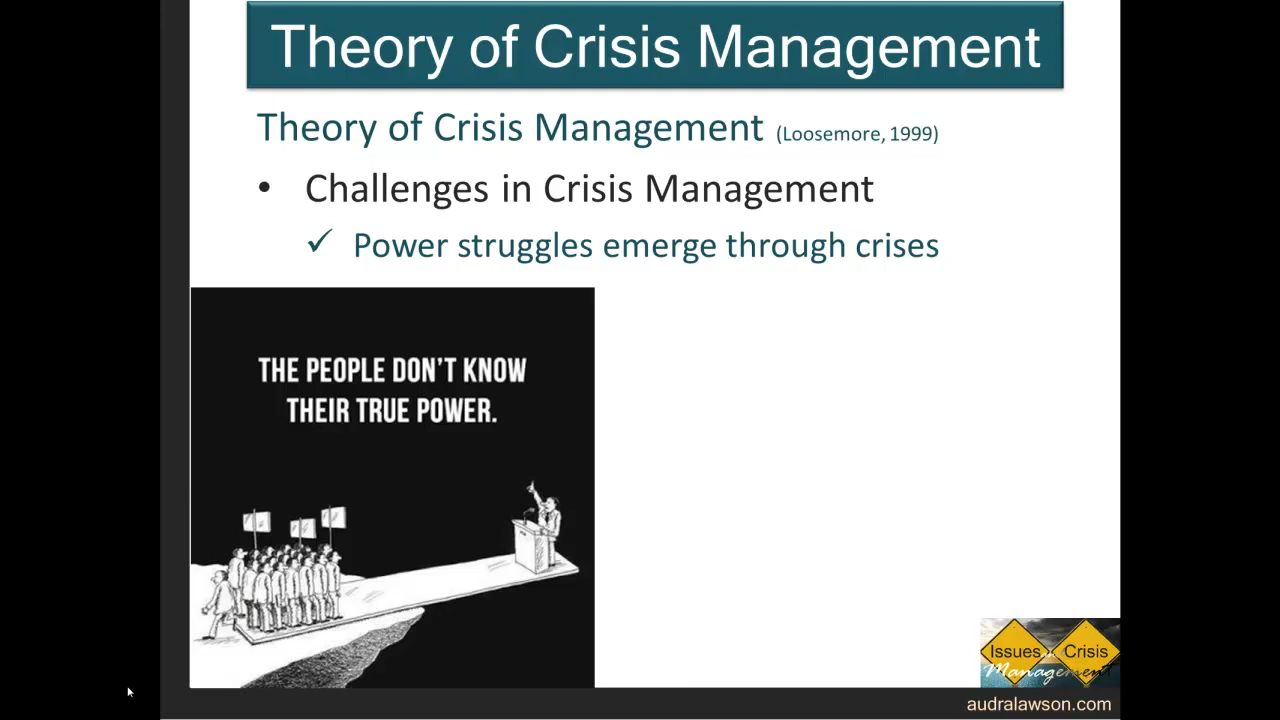 Theory of Crisis Management
Theory of Crisis Management (Loosemore, 1999)
• Challenges in Crisis Management
✓ Power struggles emerge through crises
THE PEOPLE DON'T KNOW
THEIR TRUE POWER.
Issues Crisis
Management
audralawson.com